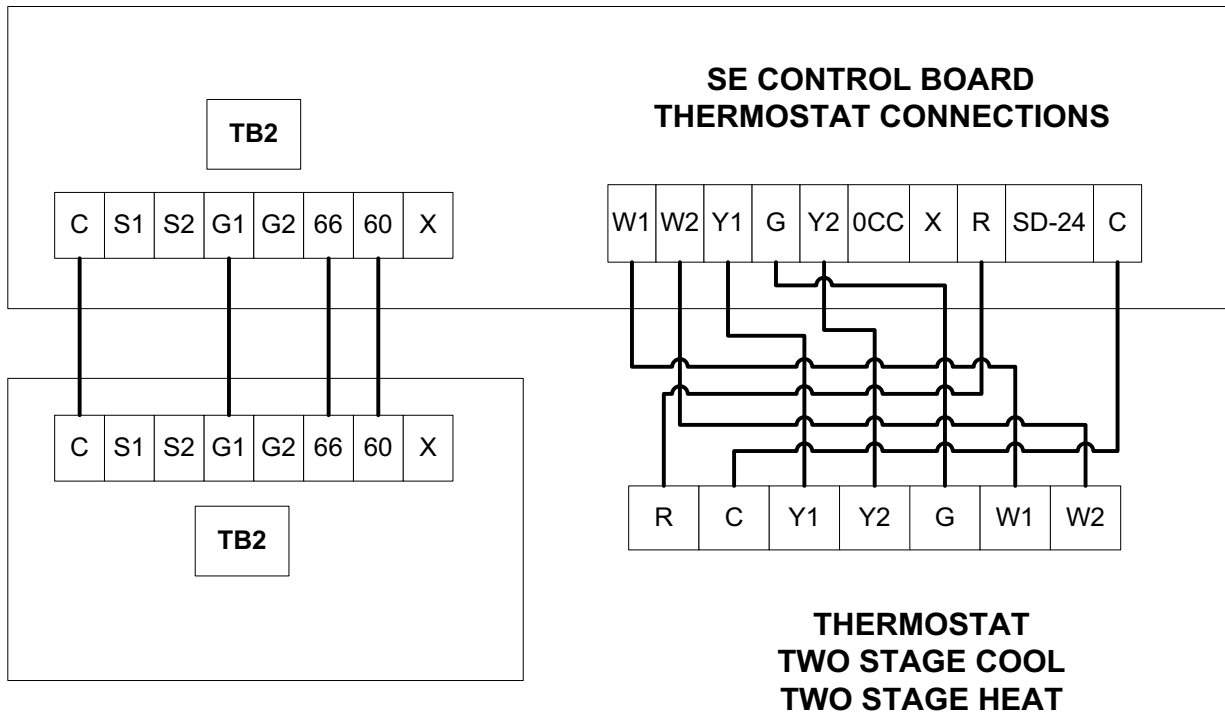 SE CONTROL BOARD
THERMOSTAT CONNECTIONS
TB2
C S1 S2 G1 G2 66 60 X
W1 W2 Y1 G Y2 0CC X R SD-24 C
C S1 S2 G1 G2 66 60 X
TB2
R C Y1 Y2 G W1 W2
THERMOSTAT
TWO STAGE COOL
TWO STAGE HEAT